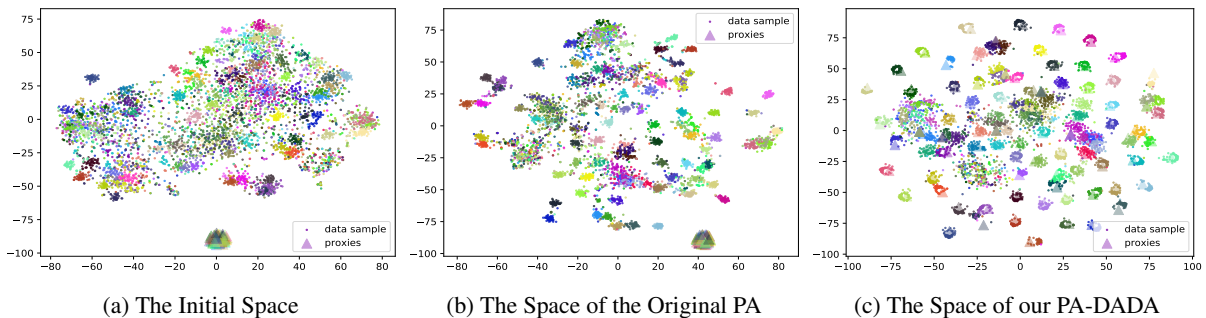 75
50
25
0
−25
−50
−75
−100
−80 −60 −40 −20 0 20 40 60 80
data sample
proxies
(a) The Initial Space
75
50
25
0
−25
−50
−75
−100
−80 −60 −40 −20 0 20 40 60 80
data sample
proxies
(b) The Space of the Original PA
100
75
50
25
0
−25
−50
−75
−100
−100 −75 −50 −25 0 25 50 75 100
data sample
proxies
(c) The Space of our PA-DADA